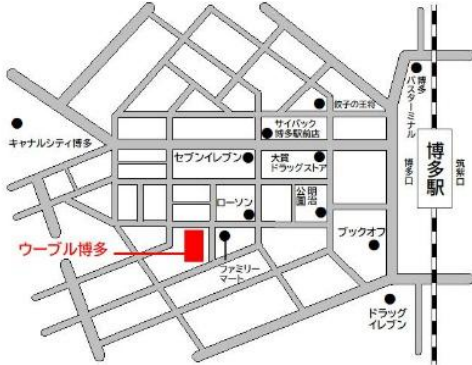 餃子の王将
博多
バスターミナル
サイバック
博多駅前店
キャナルシティ博多
セブンイレブン
大賀
ドラッグストア
博多駅
博多口
筑紫口
ローソン
明治
公園
ブックオフ
ウーブル博多
ファミリー
マート
ドラッグ
イレブン